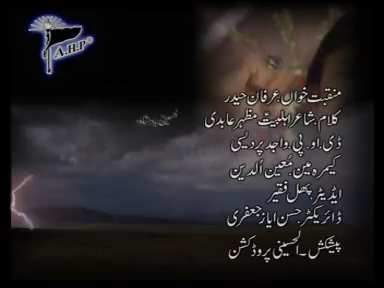 A.H.P®
منقبت خواں۔عرفان حیدر
کلام۔شاعر اہلبیت مظہر عابدی
ڈی۔او۔پی۔واجد پردیسی
کیمرہ مین۔مُعین الدین
ایڈیٹر۔پھل فقیر
ڈائریکٹر۔حسن ایاز جعفری
پیشکش۔الحسینی پروڈکشن